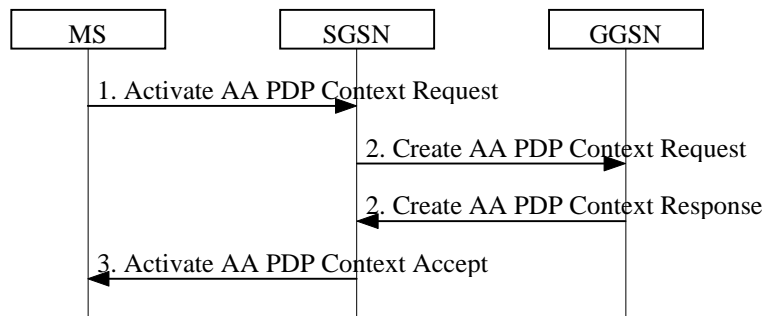 MS
SGSN
GGSN
1. Activate AA PDP Context Request
2. Create AA PDP Context Request
2. Create AA PDP Context Response
3. Activate AA PDP Context Accept